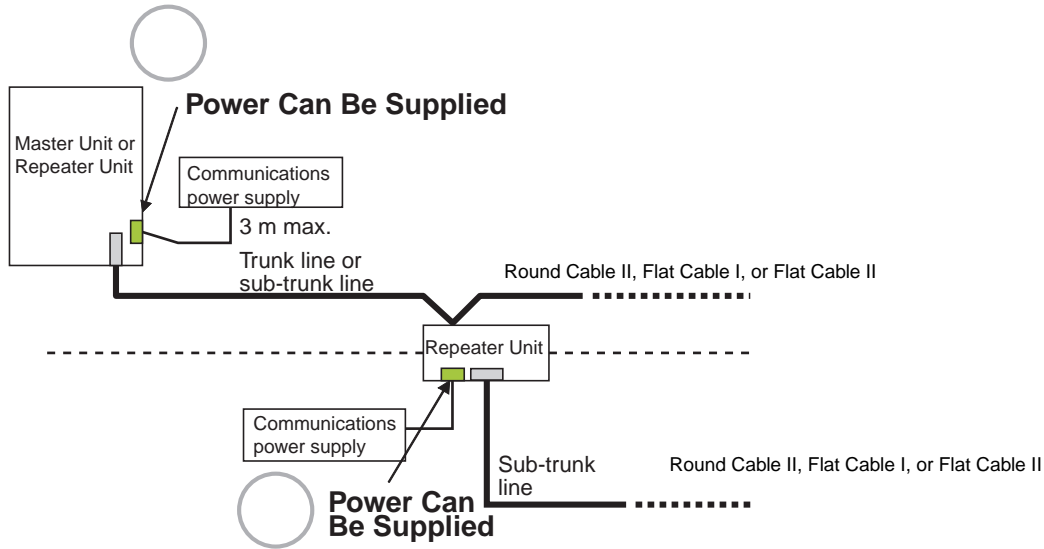 Power Can Be Supplied
Master Unit or
Repeater Unit
Communications
power supply
3 m max.
Trunk line or
sub-trunk line
Round Cable II, Flat Cable I, or Flat Cable II
Repeater Unit
Communications
power supply
Sub-trunk
line
Round Cable II, Flat Cable I, or Flat Cable II
Power Can
Be Supplied